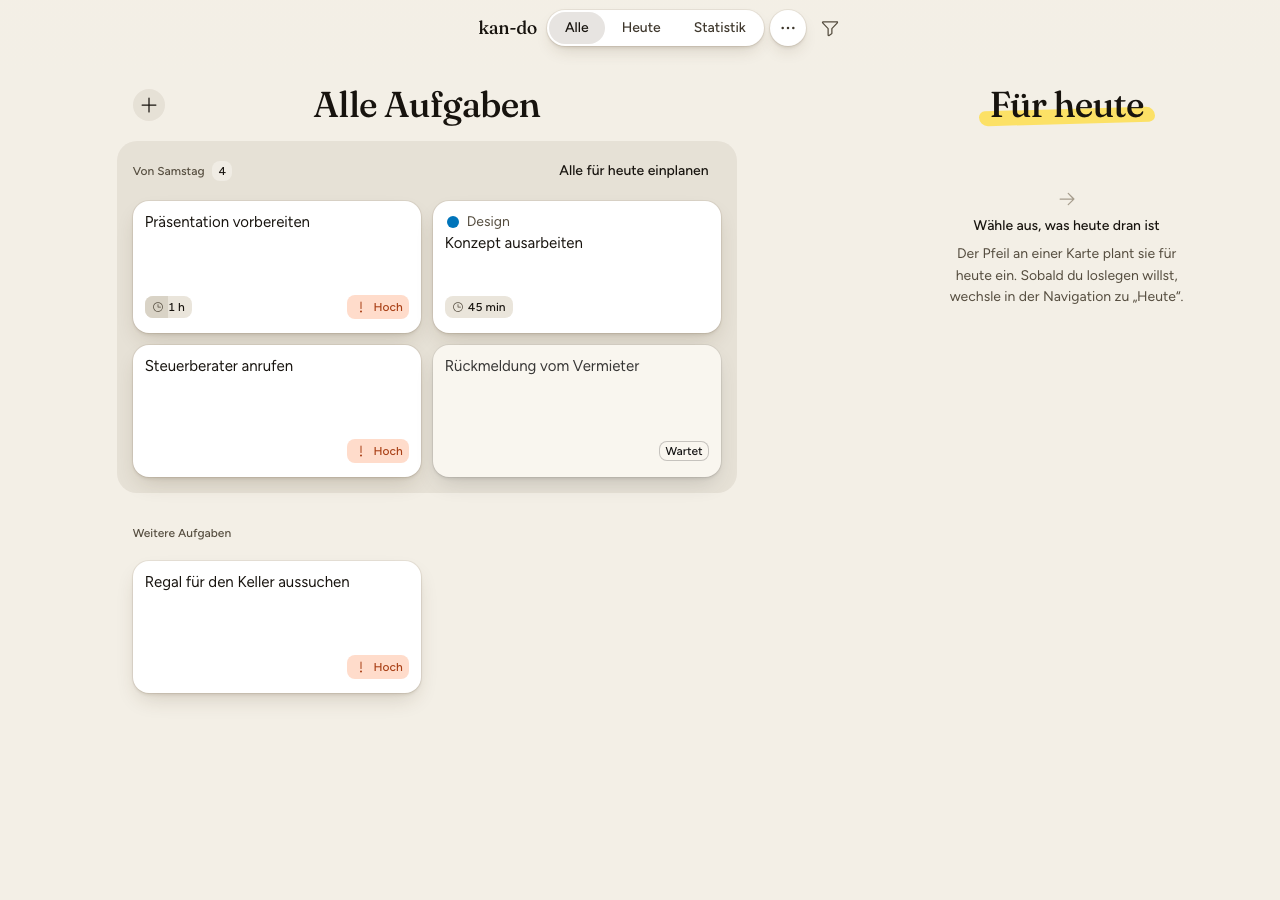 kan-do
Alle
Heute
Statistik
Alle Aufgaben
Von Samstag 4
Alle für heute einplanen
Präsentation vorbereiten
1 h
Hoch
Design
Konzept ausarbeiten
45 min
Steuerberater anrufen
Hoch
Rückmeldung vom Vermieter
Wartet
Weitere Aufgaben
Regal für den Keller aussuchen
Hoch
Für heute
Wähle aus, was heute dran ist
Der Pfeil an einer Karte plant sie für
heute ein. Sobald du loslegen willst,
wechsle in der Navigation zu „Heute“.